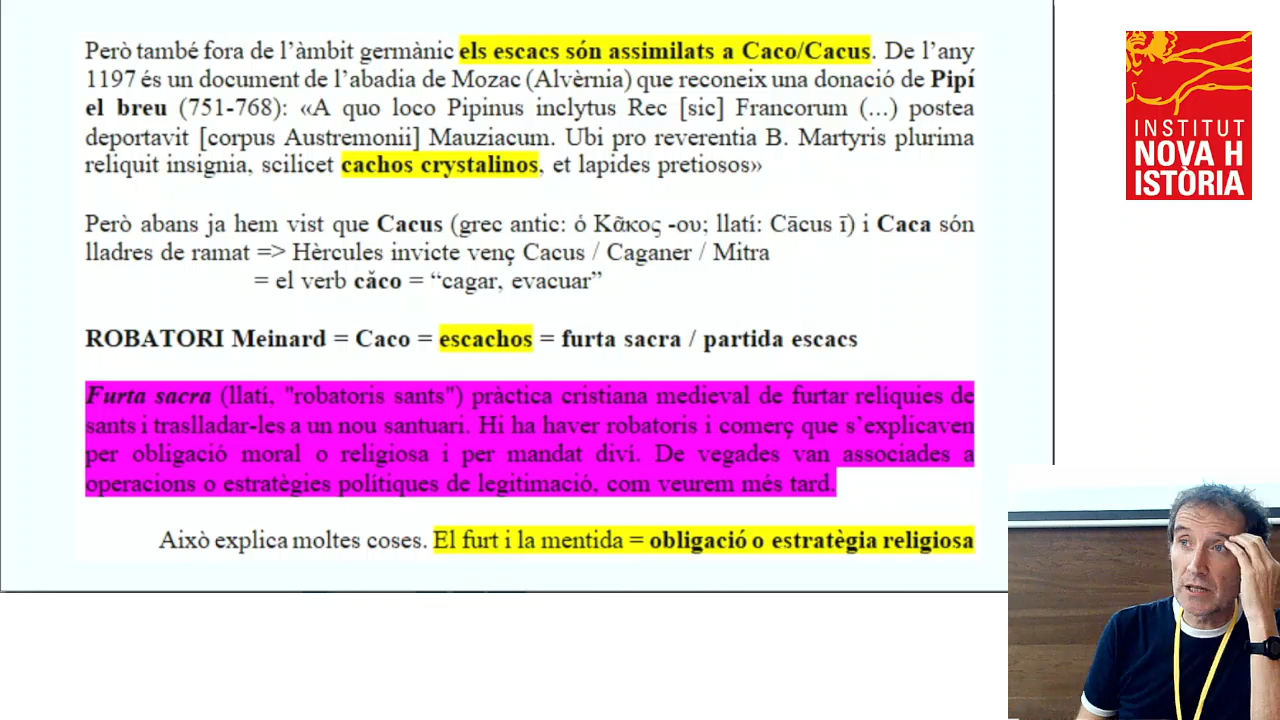 Però també fora de l’àmbit germànic els escacs són assimilats a Caco/Cacus. De l’any
1197 és un document de l’abadia de Mozac (Alvèrnia) que reconeix una donació de Pipí
el breu (751-768): «A quo loco Pipinus inclytus Rec [sic] Francorum (...) postea
deportavit [corpus Austremonii] Mauziacum. Ubi pro reverentia B. Martyris plurima
reliquit insignia, scilicet cachos crystalinos, et lapides pretiosos»
Però abans ja hem vist que Cacus (grec antic: ὁ Κᾶκος -ου; llatí: Cācus ī) i Caca són
lladres de ramat => Hèrcules invicte venç Cacus / Caganer / Mitra
= el verb căco = “cagar, evacuar”
ROBATORI Meinard = Caco = escachos = furta sacra / partida escacs
Furta sacra (llatí, "robatoris sants") pràctica cristiana medieval de furtar relíquies de
sants i traslladar-les a un nou santuari. Hi ha haver robatoris i comerç que s’explicaven
per obligació moral o religiosa i per mandat diví. De vegades van associades a
operacions o estratègies polítiques de legitimació, com veurem més tard.
Això explica moltes coses. El furt i la mentida = obligació o estratègia religiosa
INSTITUT
NOVA H
ISTÒRIA